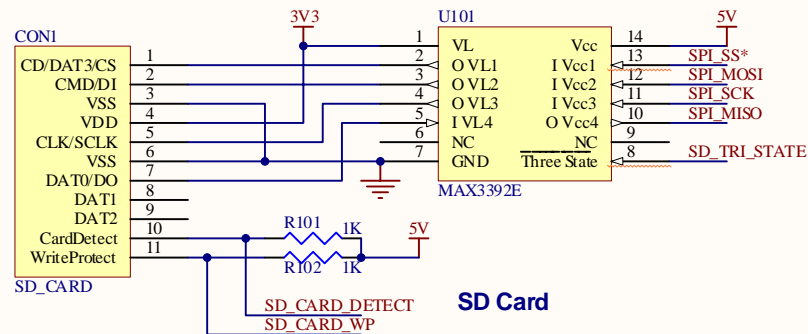 CON1
CD/DAT3/CS 1
CMD/DI 2
VSS 3
VDD 4
CLK/SCLK 5
VSS 6
DAT0/DO 7
DAT1 8
DAT2 9
CardDetect 10
WriteProtect 11
SD_CARD
3V3
U101
1 VL Vcc 14
2 O VL1 I Vcc1 13
3 O VL2 I Vcc2 12
4 O VL3 I Vcc3 11
5 I VL4 O Vcc4 10
6 NC NC 9
7 GND Three State 8
MAX3392E
5V
SPI_SS*
SPI_MOSI
SPI_SCK
SPI_MISO
SD_TRI_STATE
R101 1K
R102 1K
5V
SD_CARD_DETECT
SD_CARD_WP
SD Card